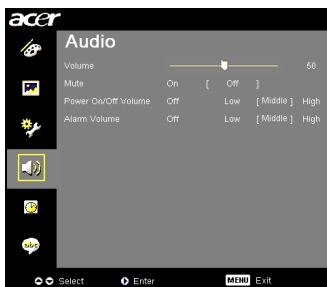 acer
Audio
Volume 50
Mute On [ Off ]
Power On/Off Volume Off Low [ Middle ] High
Alarm Volume Off Low [ Middle ] High
abc
Select Enter MENU Exit